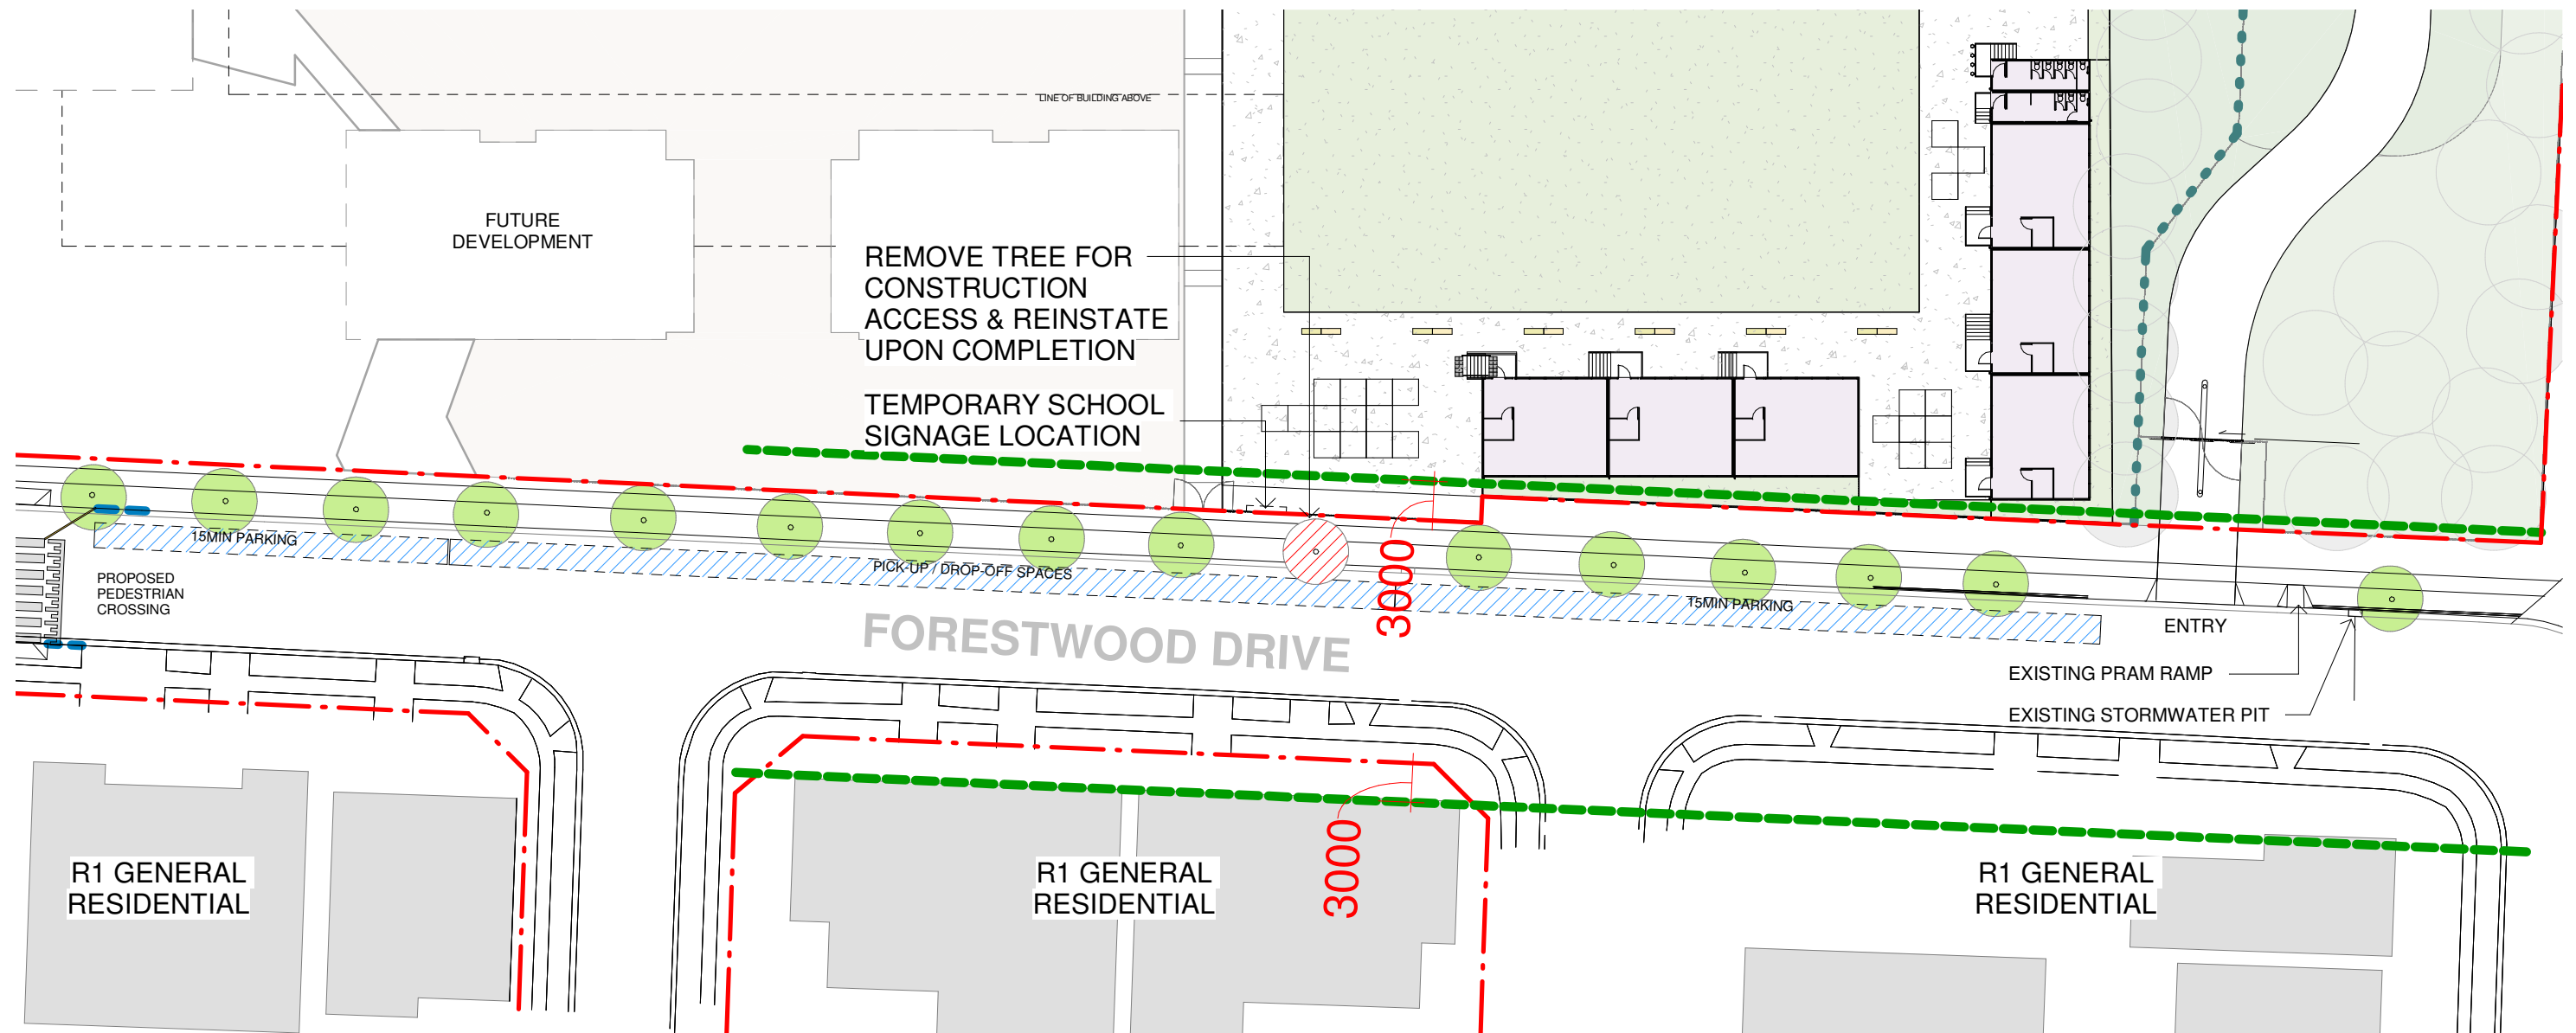 LINE OF BUILDING ABOVE
FUTURE
DEVELOPMENT
REMOVE TREE FOR
CONSTRUCTION
ACCESS & REINSTATE
UPON COMPLETION
TEMPORARY SCHOOL
SIGNAGE LOCATION
15MIN PARKING
PICK-UP / DROP-OFF SPACES
15MIN PARKING
PROPOSED
PEDESTRIAN
CROSSING
3000
FORESTWOOD DRIVE
ENTRY
EXISTING PRAM RAMP
EXISTING STORMWATER PIT
3000
R1 GENERAL
RESIDENTIAL
R1 GENERAL
RESIDENTIAL
R1 GENERAL
RESIDENTIAL